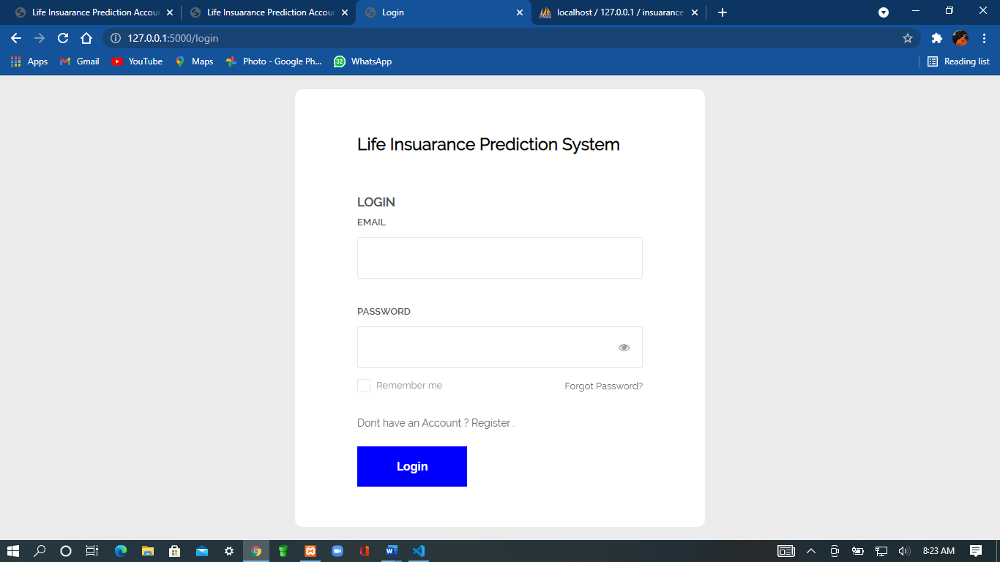 Life Insuarance Prediction Accoun
Life Insuarance Prediction Accoun
Login
localhost / 127.0.0.1 / insuarance
127.0.0.1:5000/login
Apps
Gmail
YouTube
Maps
Photo - Google Ph...
32
WhatsApp
Reading list
Life Insuarance Prediction System
LOGIN
EMAIL
PASSWORD
Remember me
Forgot Password?
Dont have an Account ? Register .
Login
8:23 AM